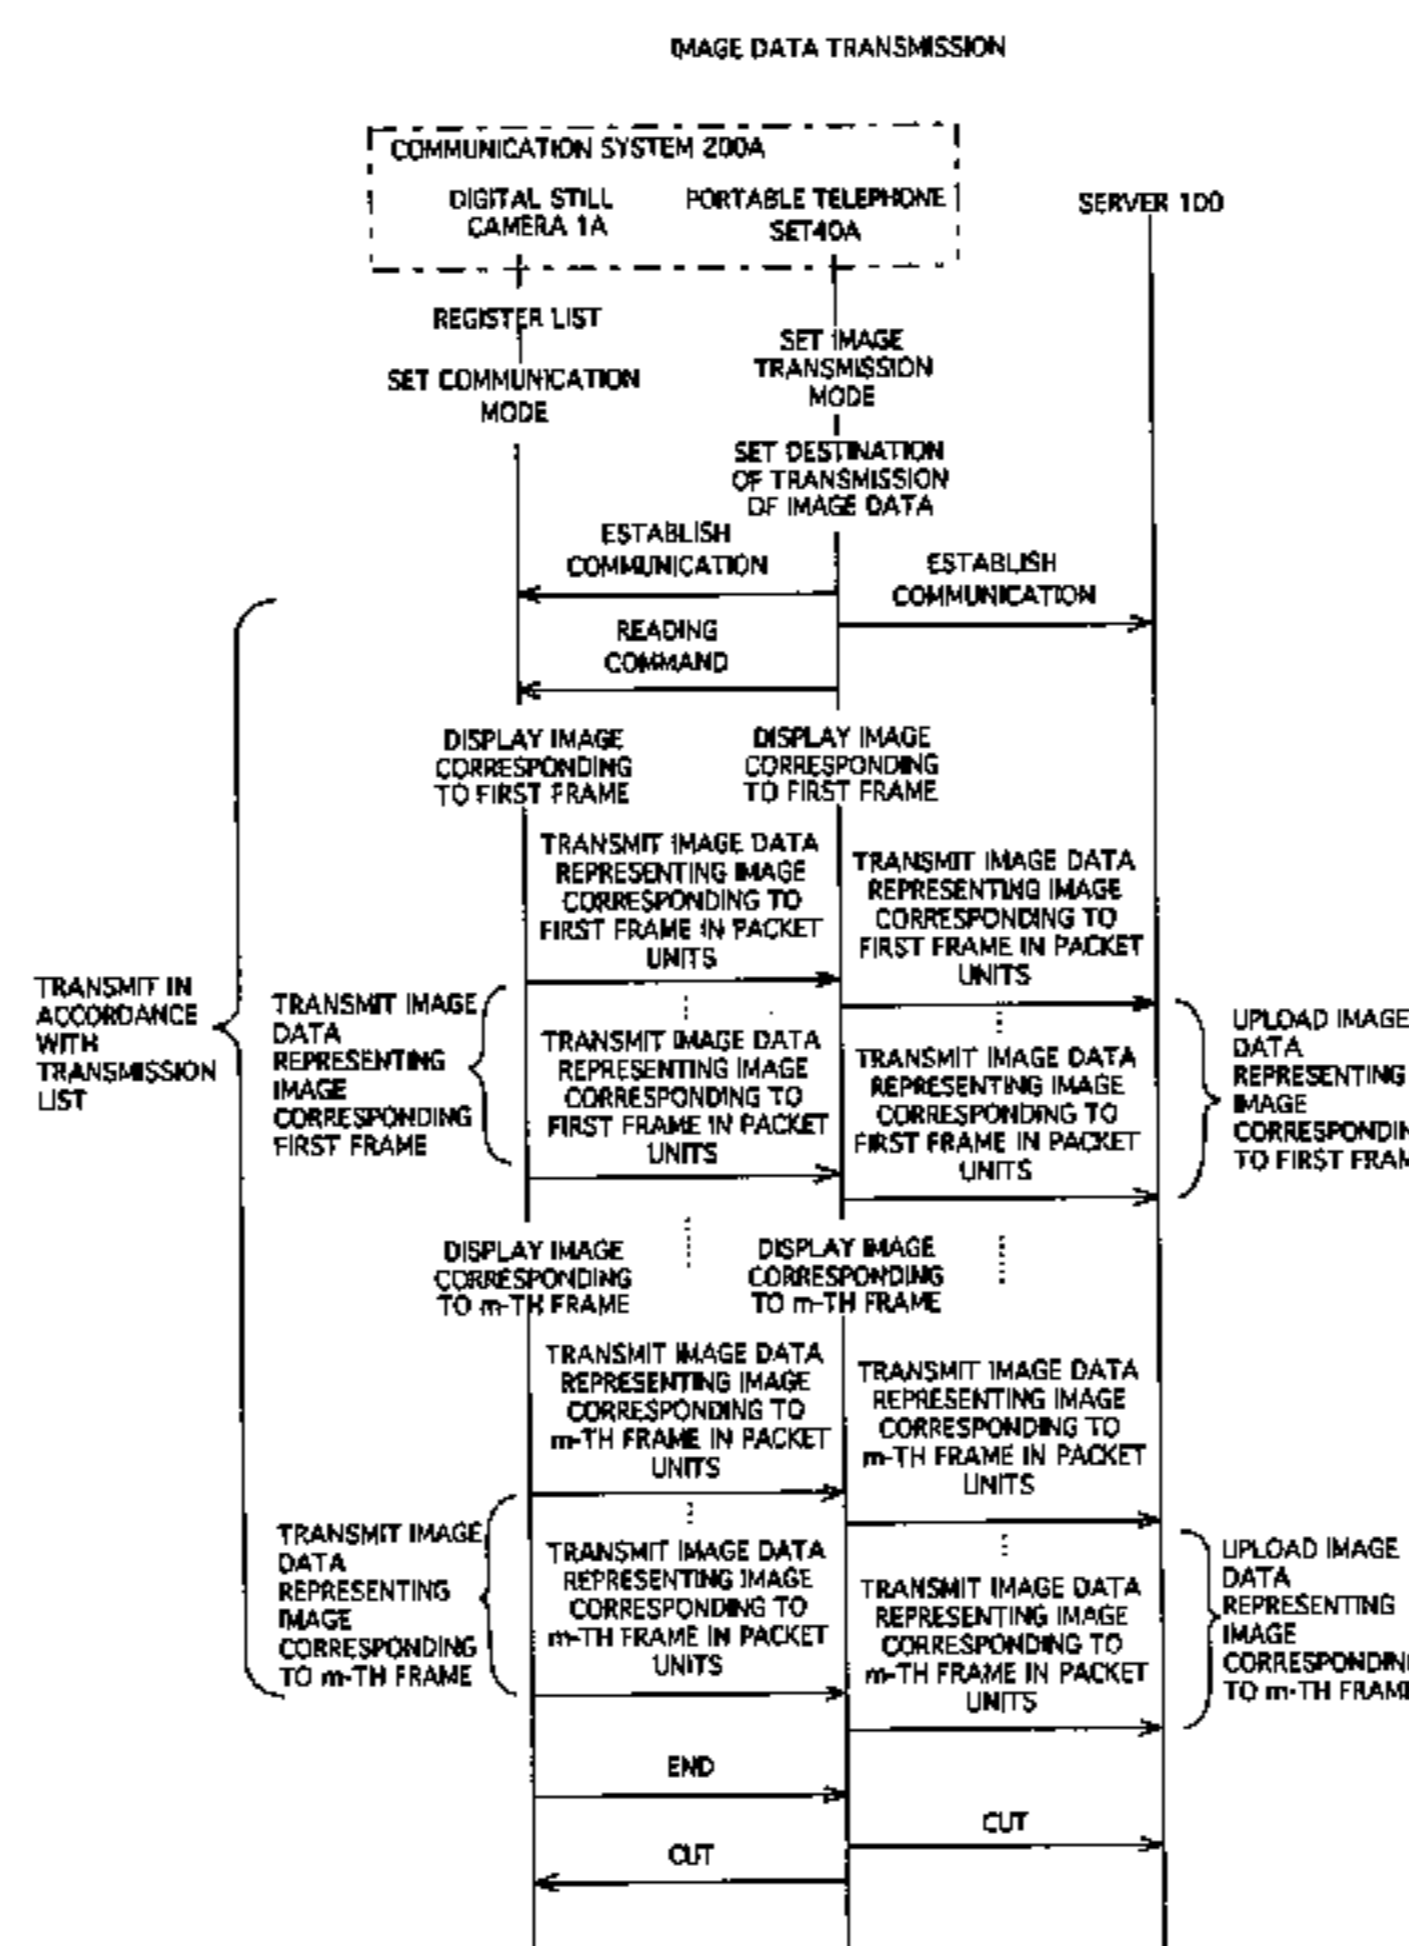 IMAGE DATA TRANSMISSION
COMMUNICATION SYSTEM 200A
DIGITAL STILL
CAMERA 1A
PORTABLE TELEPHONE
SET40A
SERVER 100
REGISTER LIST
SET COMMUNICATION
MODE
SET IMAGE
TRANSMISSION
MODE
SET DESTINATION
OF TRANSMISSION
OF IMAGE DATA
ESTABLISH
COMMUNICATION
ESTABLISH
COMMUNICATION
READING
COMMAND
DISPLAY IMAGE
CORRESPONDING
TO FIRST FRAME
DISPLAY IMAGE
CORRESPONDING
TO FIRST FRAME
TRANSMIT IMAGE DATA
REPRESENTING IMAGE
CORRESPONDING TO
FIRST FRAME IN PACKET
UNITS
TRANSMIT IMAGE DATA
REPRESENTING IMAGE
CORRESPONDING TO
FIRST FRAME IN PACKET
UNITS
TRANSMIT IN
ACCORDANCE
WITH
TRANSMISSION
LIST
TRANSMIT IMAGE
DATA
REPRESENTING
IMAGE
CORRESPONDING
FIRST FRAME
TRANSMIT IMAGE DATA
REPRESENTING IMAGE
CORRESPONDING TO
FIRST FRAME IN PACKET
UNITS
TRANSMIT IMAGE DATA
REPRESENTING IMAGE
CORRESPONDING TO
FIRST FRAME IN PACKET
UNITS
UPLOAD IMAGE
DATA
REPRESENTING
IMAGE
CORRESPONDIN
TO FIRST FRAM
DISPLAY IMAGE
CORRESPONDING
TO m-TH FRAME
DISPLAY IMAGE
CORRESPONDING
TO m-TH FRAME
TRANSMIT IMAGE DATA
REPRESENTING IMAGE
CORRESPONDING TO
m-TH FRAME IN PACKET
UNITS
TRANSMIT IMAGE DATA
REPRESENTING IMAGE
CORRESPONDING TO
m-TH FRAME IN PACKET
UNITS
TRANSMIT IMAGE
DATA
REPRESENTING
IMAGE
CORRESPONDING
TO m-TH FRAME
TRANSMIT IMAGE DATA
REPRESENTING IMAGE
CORRESPONDING TO
m-TH FRAME IN PACKET
UNITS
TRANSMIT IMAGE DATA
REPRESENTING IMAGE
CORRESPONDING TO
m-TH FRAME IN PACKET
UNITS
UPLOAD IMAGE
DATA
REPRESENTING
IMAGE
CORRESPONDIN
TO m-TH FRAM
END
CUT
CUT